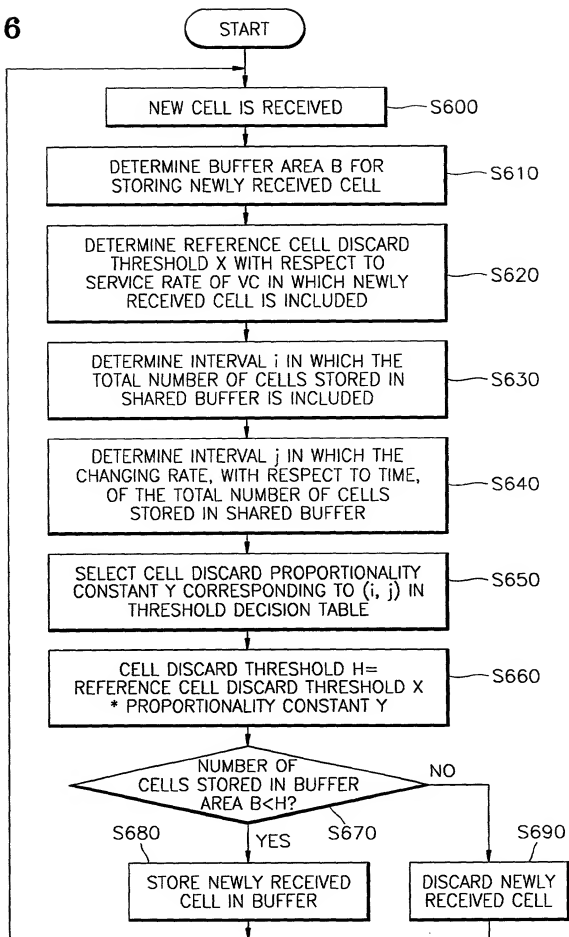 6
START
NEW CELL IS RECEIVED
S600
DETERMINE BUFFER AREA B FOR
STORING NEWLY RECEIVED CELL
S610
DETERMINE REFERENCE CELL DISCARD
THRESHOLD X WITH RESPECT TO
SERVICE RATE OF VC IN WHICH NEWLY
RECEIVED CELL IS INCLUDED
S620
DETERMINE INTERVAL i IN WHICH THE
TOTAL NUMBER OF CELLS STORED IN
SHARED BUFFER IS INCLUDED
S630
DETERMINE INTERVAL j IN WHICH THE
CHANGING RATE, WITH RESPECT TO TIME,
OF THE TOTAL NUMBER OF CELLS
STORED IN SHARED BUFFER
S640
SELECT CELL DISCARD PROPORTIONALITY
CONSTANT Y CORRESPONDING TO (i, j) IN
THRESHOLD DECISION TABLE
S650
CELL DISCARD THRESHOLD H=
REFERENCE CELL DISCARD THRESHOLD X
* PROPORTIONALITY CONSTANT Y
S660
NUMBER OF
CELLS STORED IN BUFFER
AREA B<H?
NO
S670
YES
S680
STORE NEWLY RECEIVED
CELL IN BUFFER
S690
DISCARD NEWLY
RECEIVED CELL